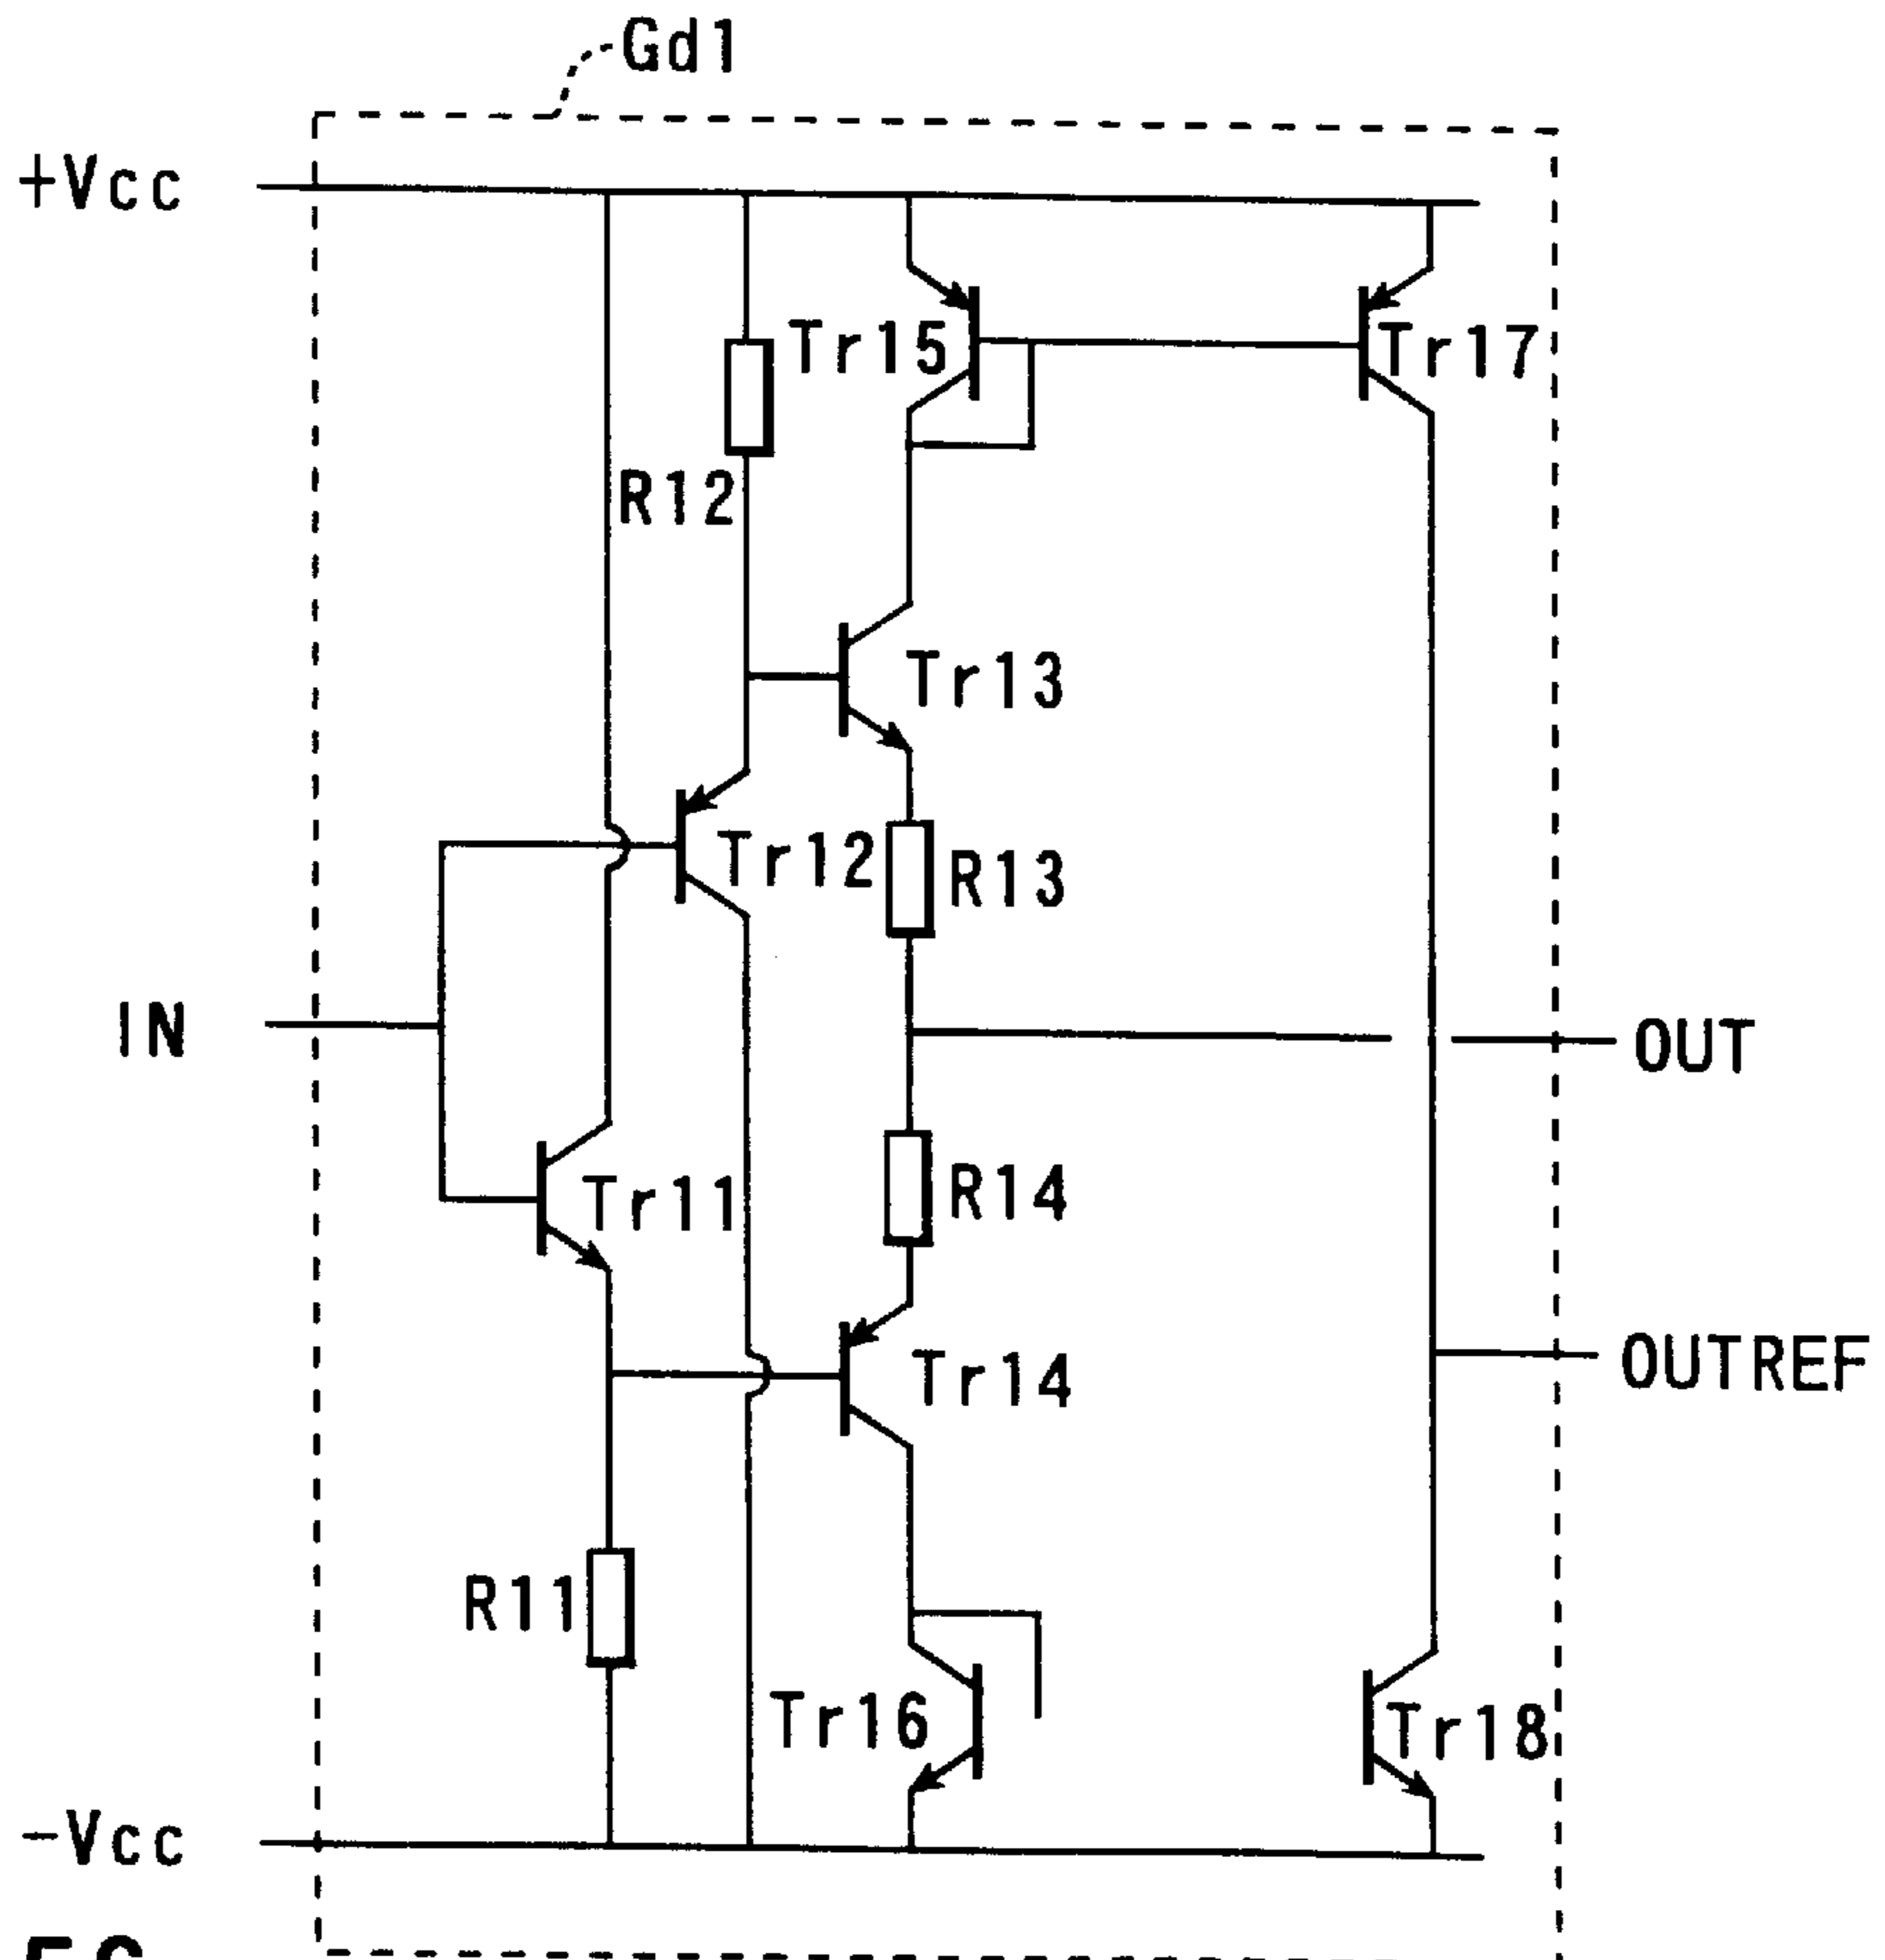 Gd1
+Vcc
Tr15
Tr17
R12
Tr13
Tr12
R13
IN
OUT
Tr11
R14
OUTREF
Tr14
R11
Tr16
Tr18
-Vcc